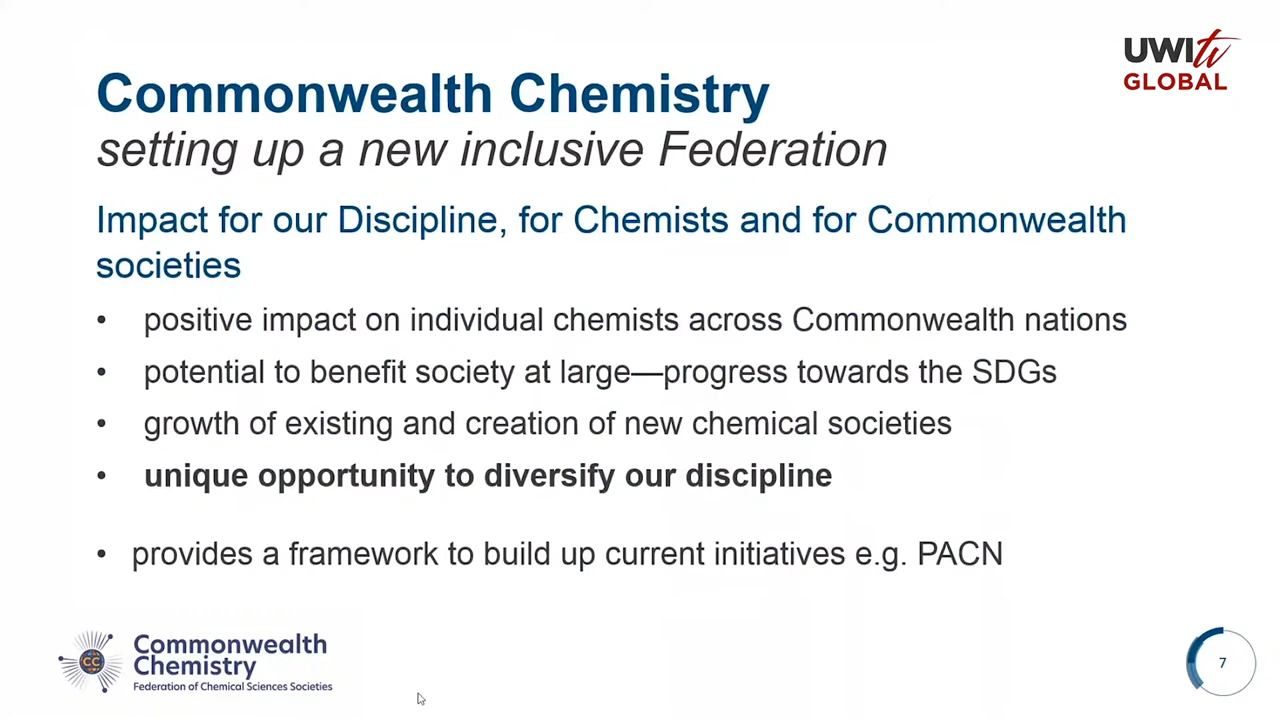 UWItv
GLOBAL
Commonwealth Chemistry
setting up a new inclusive Federation
Impact for our Discipline, for Chemists and for Commonwealth
societies
• positive impact on individual chemists across Commonwealth nations
• potential to benefit society at large—progress towards the SDGs
• growth of existing and creation of new chemical societies
• unique opportunity to diversify our discipline
• provides a framework to build up current initiatives e.g. PACN
CC
Commonwealth
Chemistry
Federation of Chemical Sciences Societies
7